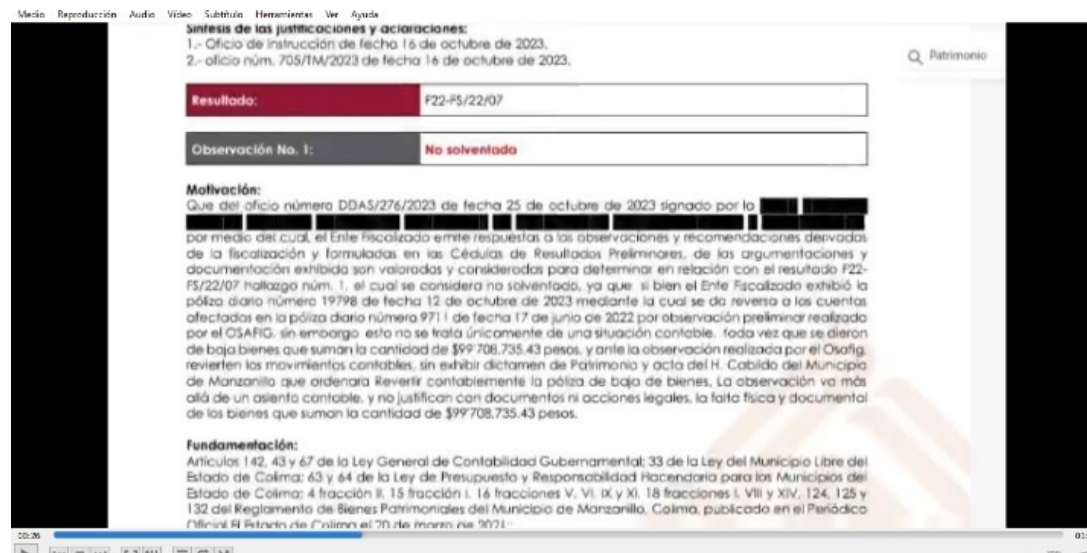 Medio Reproducción Audio Vídeo Subtítulo Herramientas Ver Ayuda
Síntesis de las justificaciones y aclaraciones:
1.- Oficio de instrucción de fecha 16 de octubre de 2023.
2.- oficio núm. 705/TM/2023 de fecha 16 de octubre de 2023.
Patrimonio
Resultado: F22-FS/22/07
Observación No. 1: No solventada
Motivación:
Que del oficio número DDAS/276/2023 de fecha 25 de octubre de 2023 signado por la
por medio del cual, el Ente Fiscalizado emite respuestas a las observaciones y recomendaciones derivadas
de la fiscalización y formuladas en las Cédulas de Resultados Preliminares, de las argumentaciones y
documentación exhibida son valoradas y consideradas para determinar en relación con el resultado F22-
FS/22/07 hallazgo núm. 1. el cual se considera no solventado, ya que si bien el Ente Fiscalizado exhibió la
póliza diario número 19798 de fecha 12 de octubre de 2023 mediante la cual se da reversa a las cuentas
afectadas en la póliza diario número 9711 de fecha 17 de junio de 2022 por observación preliminar realizado
por el OSAFIG. sin embargo esto no se trata únicamente de una situación contable. toda vez que se dieron
de baja bienes que suman la cantidad de $99'708,735.43 pesos, y ante la observación realizada por el Osafig,
revierten los movimientos contables, sin exhibir dictamen de Patrimonio y acta del H. Cabildo del Municipio
de Manzanillo que ordenara Revertir contablemente la póliza de baja de bienes. La observación va más
allá de un asiento contable, y no justifican con documentos ni acciones legales, la falta física y documental
de los bienes que suman la cantidad de $99'708,735.43 pesos.
Fundamentación:
Artículos 142, 43 y 67 de la Ley General de Contabilidad Gubernamental; 33 de la Ley del Municipio Libre del
Estado de Colima; 63 y 64 de la Ley de Presupuesto y Responsabilidad Hacendaria para los Municipios del
Estado de Colima; 4 fracción II, 15 fracción I, 16 fracciones V, VI, IX y XI, 18 fracciones I, VIII y XIV, 124, 125 y
132 del Reglamento de Bienes Patrimoniales del Municipio de Manzanillo, Colima, publicado en el Periódico
Oficial El Estado de Colima el 20 de marzo de 2021.
00:26